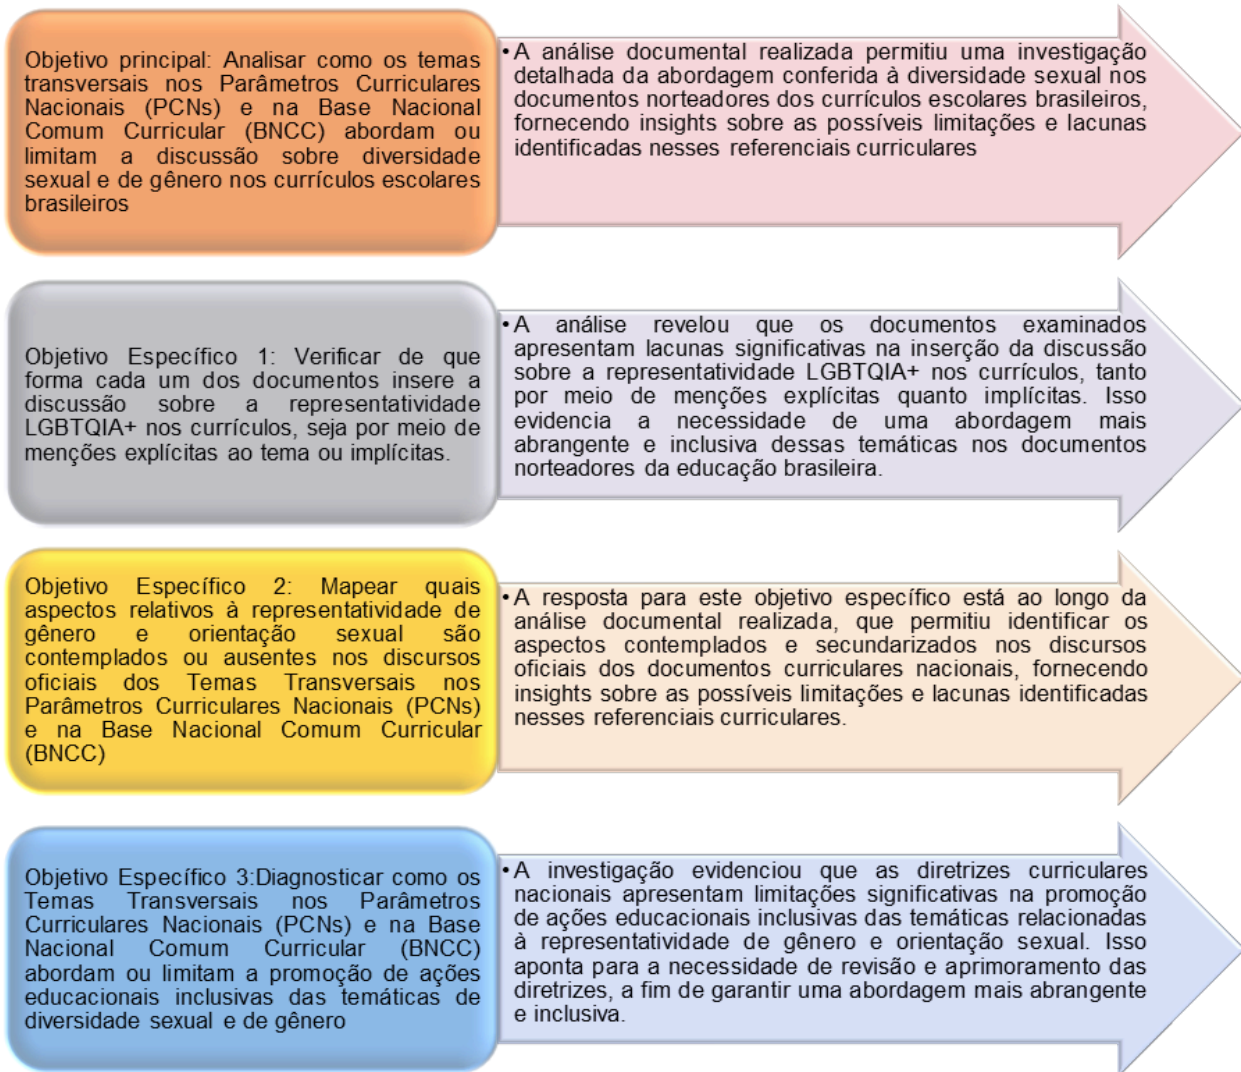 Objetivo principal: Analisar como os temas
transversais nos Parâmetros Curriculares
Nacionais (PCNs) e na Base Nacional
Comum Curricular (BNCC) abordam ou
limitam a discussão sobre diversidade
sexual e de gênero nos currículos escolares
brasileiros
• A análise documental realizada permitiu uma investigação
detalhada da abordagem conferida à diversidade sexual nos
documentos norteadores dos currículos escolares brasileiros,
fornecendo insights sobre as possíveis limitações e lacunas
identificadas nesses referenciais curriculares
Objetivo Específico 1: Verificar de que
forma cada um dos documentos insere a
discussão sobre a representatividade
LGBTQIA+ nos currículos, seja por meio de
menções explícitas ao tema ou implícitas.
• A análise revelou que os documentos examinados
apresentam lacunas significativas na inserção da discussão
sobre a representatividade LGBTQIA+ nos currículos, tanto
por meio de menções explícitas quanto implícitas. Isso
evidencia a necessidade de uma abordagem mais
abrangente e inclusiva dessas temáticas nos documentos
norteadores da educação brasileira.
Objetivo Específico 2: Mapear quais
aspectos relativos à representatividade de
gênero e orientação sexual são
contemplados ou ausentes nos discursos
oficiais dos Temas Transversais nos
Parâmetros Curriculares Nacionais (PCNs)
e na Base Nacional Comum Curricular
(BNCC)
• A resposta para este objetivo específico está ao longo da
análise documental realizada, que permitiu identificar os
aspectos contemplados e secundarizados nos discursos
oficiais dos documentos curriculares nacionais, fornecendo
insights sobre as possíveis limitações e lacunas identificadas
nesses referenciais curriculares.
Objetivo Específico 3:Diagnosticar como os
Temas Transversais nos Parâmetros
Curriculares Nacionais (PCNs) e na Base
Nacional Comum Curricular (BNCC)
abordam ou limitam a promoção de ações
educacionais inclusivas das temáticas de
diversidade sexual e de gênero
• A investigação evidenciou que as diretrizes curriculares
nacionais apresentam limitações significativas na promoção
de ações educacionais inclusivas das temáticas relacionadas
à representatividade de gênero e orientação sexual. Isso
aponta para a necessidade de revisão e aprimoramento das
diretrizes, a fim de garantir uma abordagem mais abrangente
e inclusiva.